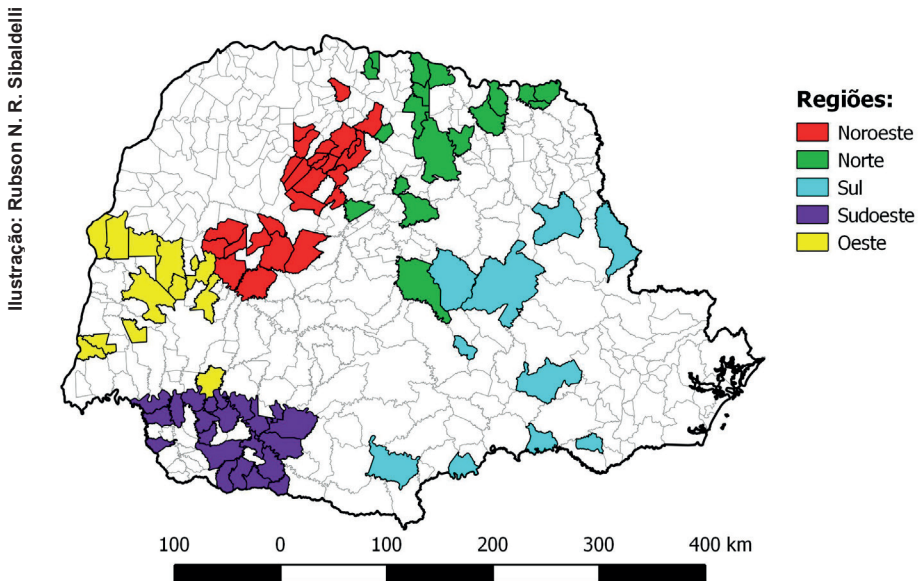 Ilustração: Rubson N. R. Sibaldelli
Regiões:
Noroeste
Norte
Sul
Sudoeste
Oeste
100 0 100 200 300 400 km